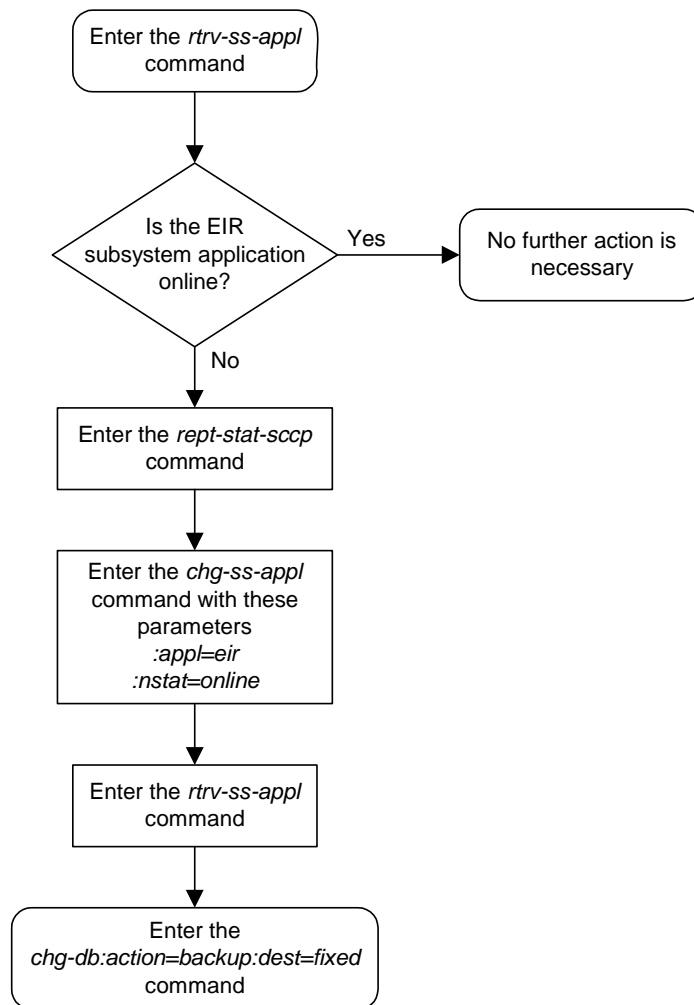 Enter the rtrv-ss-appl
command
Is the EIR
subsystem application
online?
Yes
No further action is
necessary
No
Enter the rept-stat-sccp
command
Enter the chg-ss-appl
command with these
parameters
:appl=eir
:nstat=online
Enter the rtrv-ss-appl
command
Enter the
chg-db:action=backup:dest=fixed
command